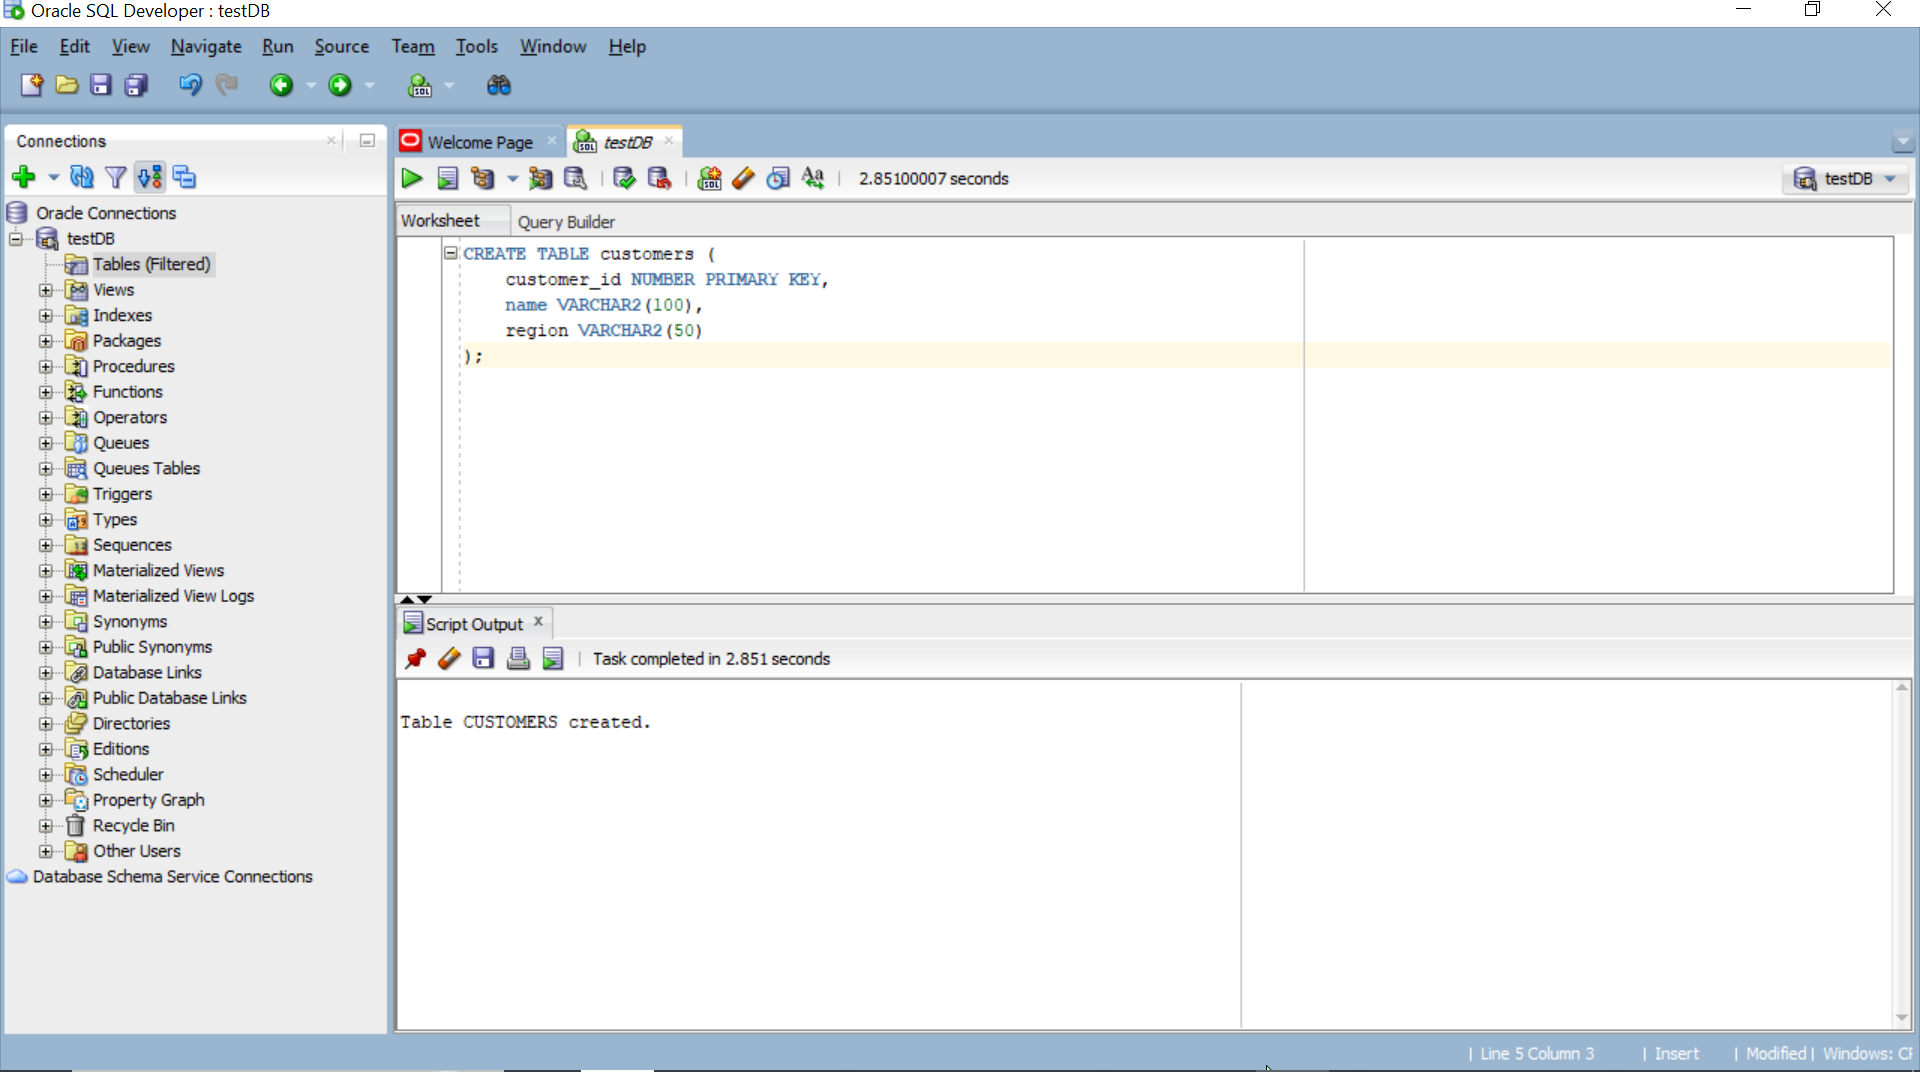 Oracle SQL Developer : testDB
File Edit View Navigate Run Source Team Tools Window Help
Connections
Oracle Connections
testDB
Tables (Filtered)
Views
Indexes
Packages
Procedures
Functions
Operators
Queues
Queues Tables
Triggers
Types
Sequences
Materialized Views
Materialized View Logs
Synonyms
Public Synonyms
Database Links
Public Database Links
Directories
Editions
Scheduler
Property Graph
Recycle Bin
Other Users
Database Schema Service Connections
Welcome Page testDB
2.85100007 seconds
testDB
Worksheet Query Builder
CREATE TABLE customers (
customer_id NUMBER PRIMARY KEY,
name VARCHAR2(100),
region VARCHAR2(50)
);
Script Output
Task completed in 2.851 seconds
Table CUSTOMERS created.
| Line 5 Column 3 | Insert | Modified | Windows: